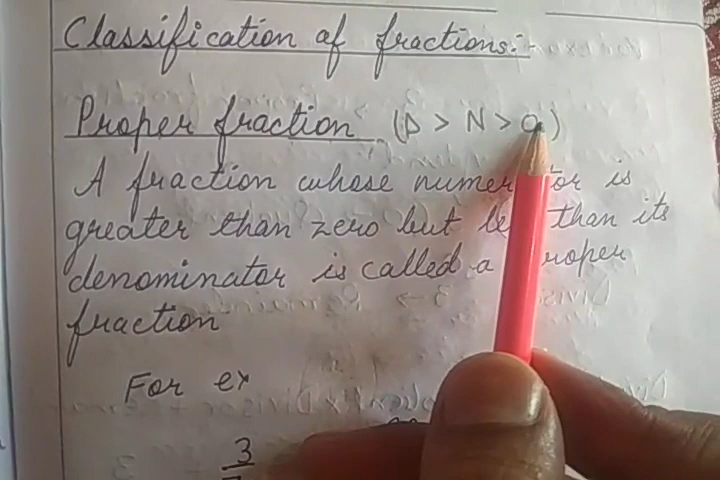 Classification of fractions:-
Proper fraction (D > N > 0)
A fraction whose is
greater than zero but than its
denominator is called a
fraction
For ex
3